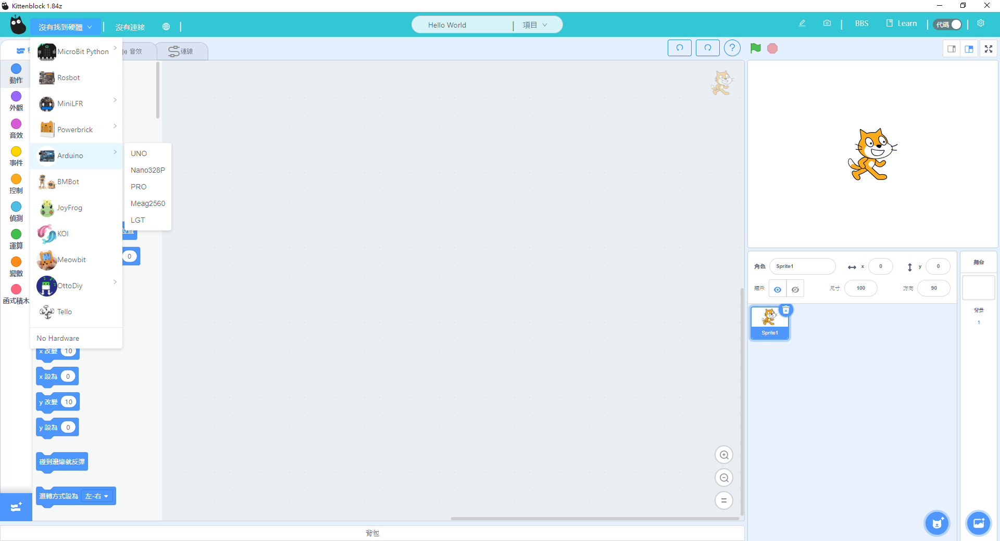 Kittenblock 1.84z
沒有找到硬體
沒有連接
Hello World
項目
BBS
Learn
代碼
音效
連線
MicroBit Python
Rosbot
MiniLFR
Powerbrick
Arduino
BMBot
JoyFrog
KOI
Meowbit
OttoDiy
Tello
No Hardware
UNO
Nano328P
PRO
Meag2560
LGT
動作
外觀
音效
事件
控制
偵測
運算
變數
函式積木
0
x 改變 10
x 設為 0
y 改變 10
y 設為 0
碰到邊緣就反彈
迴轉方式設為 左-右
背包
角色 Sprite1 x 0 y 0
顯示 尺寸 100 方向 90
Sprite1
舞台
背景
1